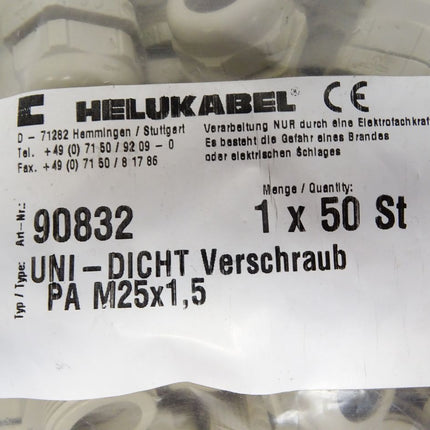 HELUKABEL® CE
D - 71282 Hemmingen / Stuttgart
Tel. +49 (0) 71 50 / 92 09 - 0
Fax. +49 (0) 71 50 / 8 17 86
Verarbeitung NUR durch eine Elektrofachkraf
Es besteht die Gefahr eines Brandes
oder elektrischen Schlages
Art-Nr.: 90832
Menge / Quantity:
1 x 50 St
Typ / Type: UNI-DICHT Verschraub
PA M25x1,5